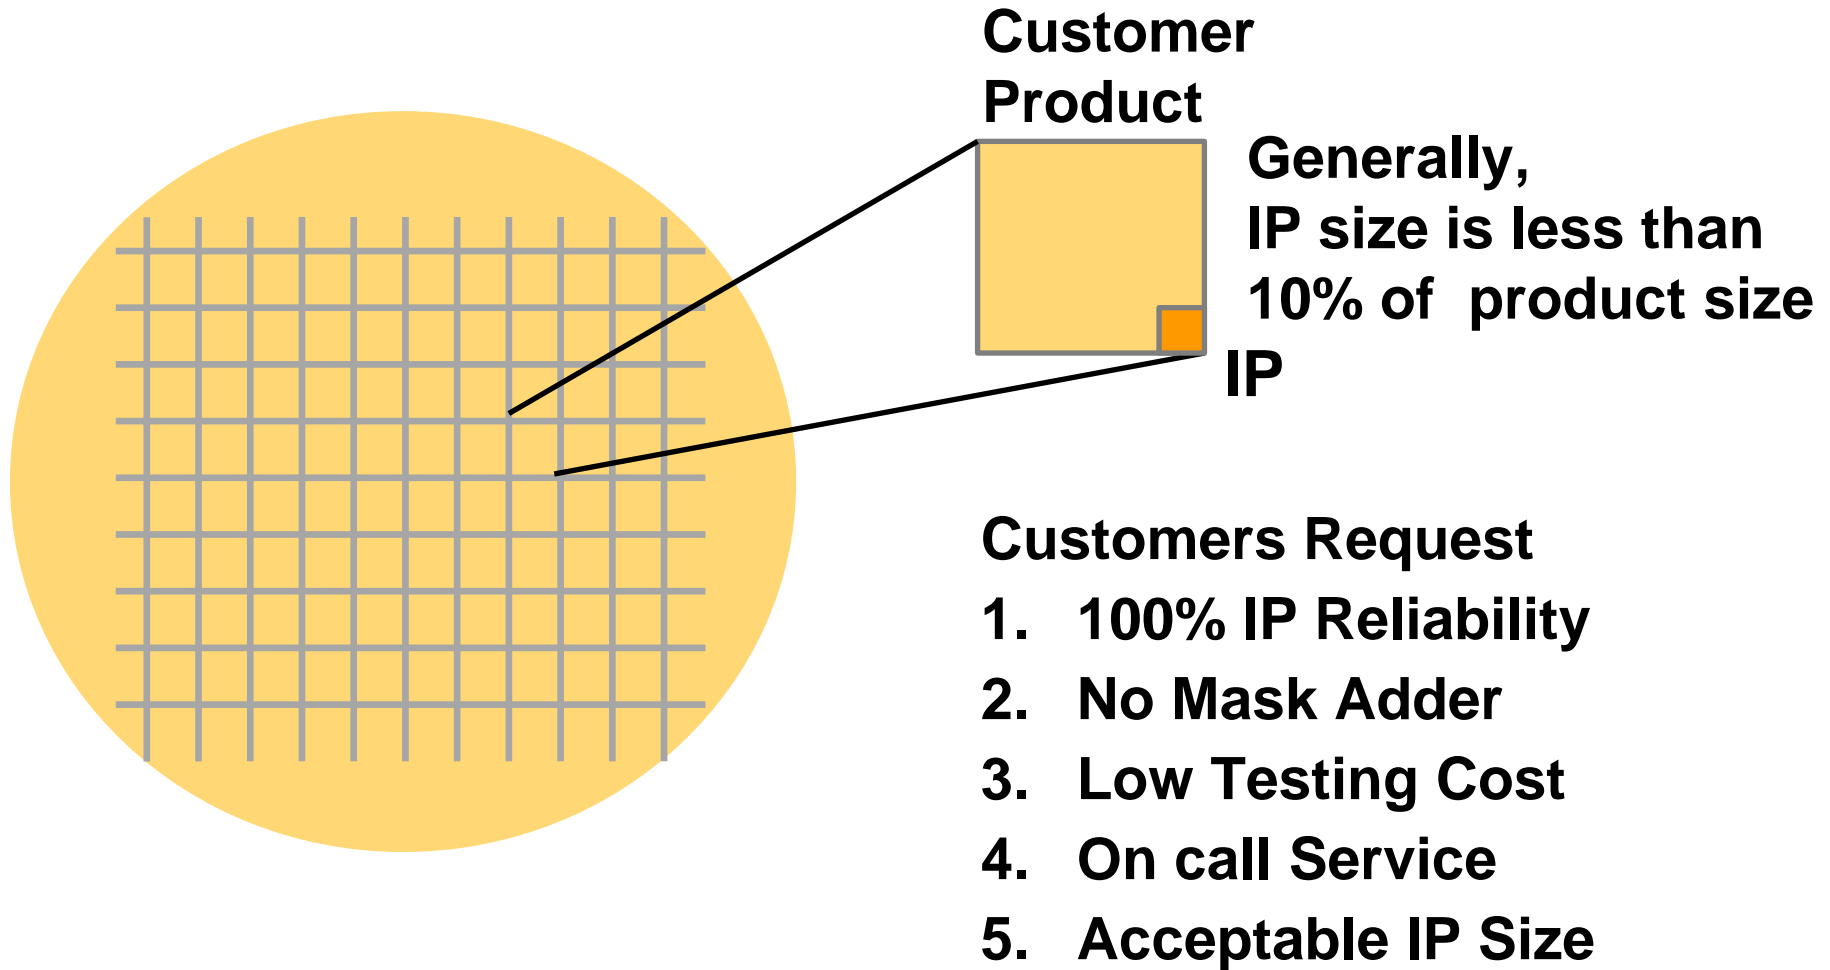 Customer
Product
Generally,
IP size is less than
10% of  product size
IP
Customers Request
1. 100% IP Reliability
2. No Mask Adder
3. Low Testing Cost
4. On call Service
5. Acceptable IP Size